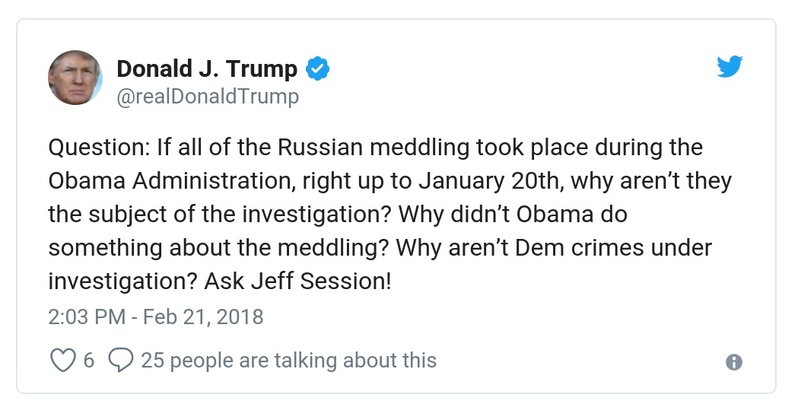 Donald J. Trump
@realDonaldTrump
Question: If all of the Russian meddling took place during the
Obama Administration, right up to January 20th, why aren’t they
the subject of the investigation? Why didn’t Obama do
something about the meddling? Why aren’t Dem crimes under
investigation? Ask Jeff Session!
2:03 PM - Feb 21, 2018
6 25 people are talking about this